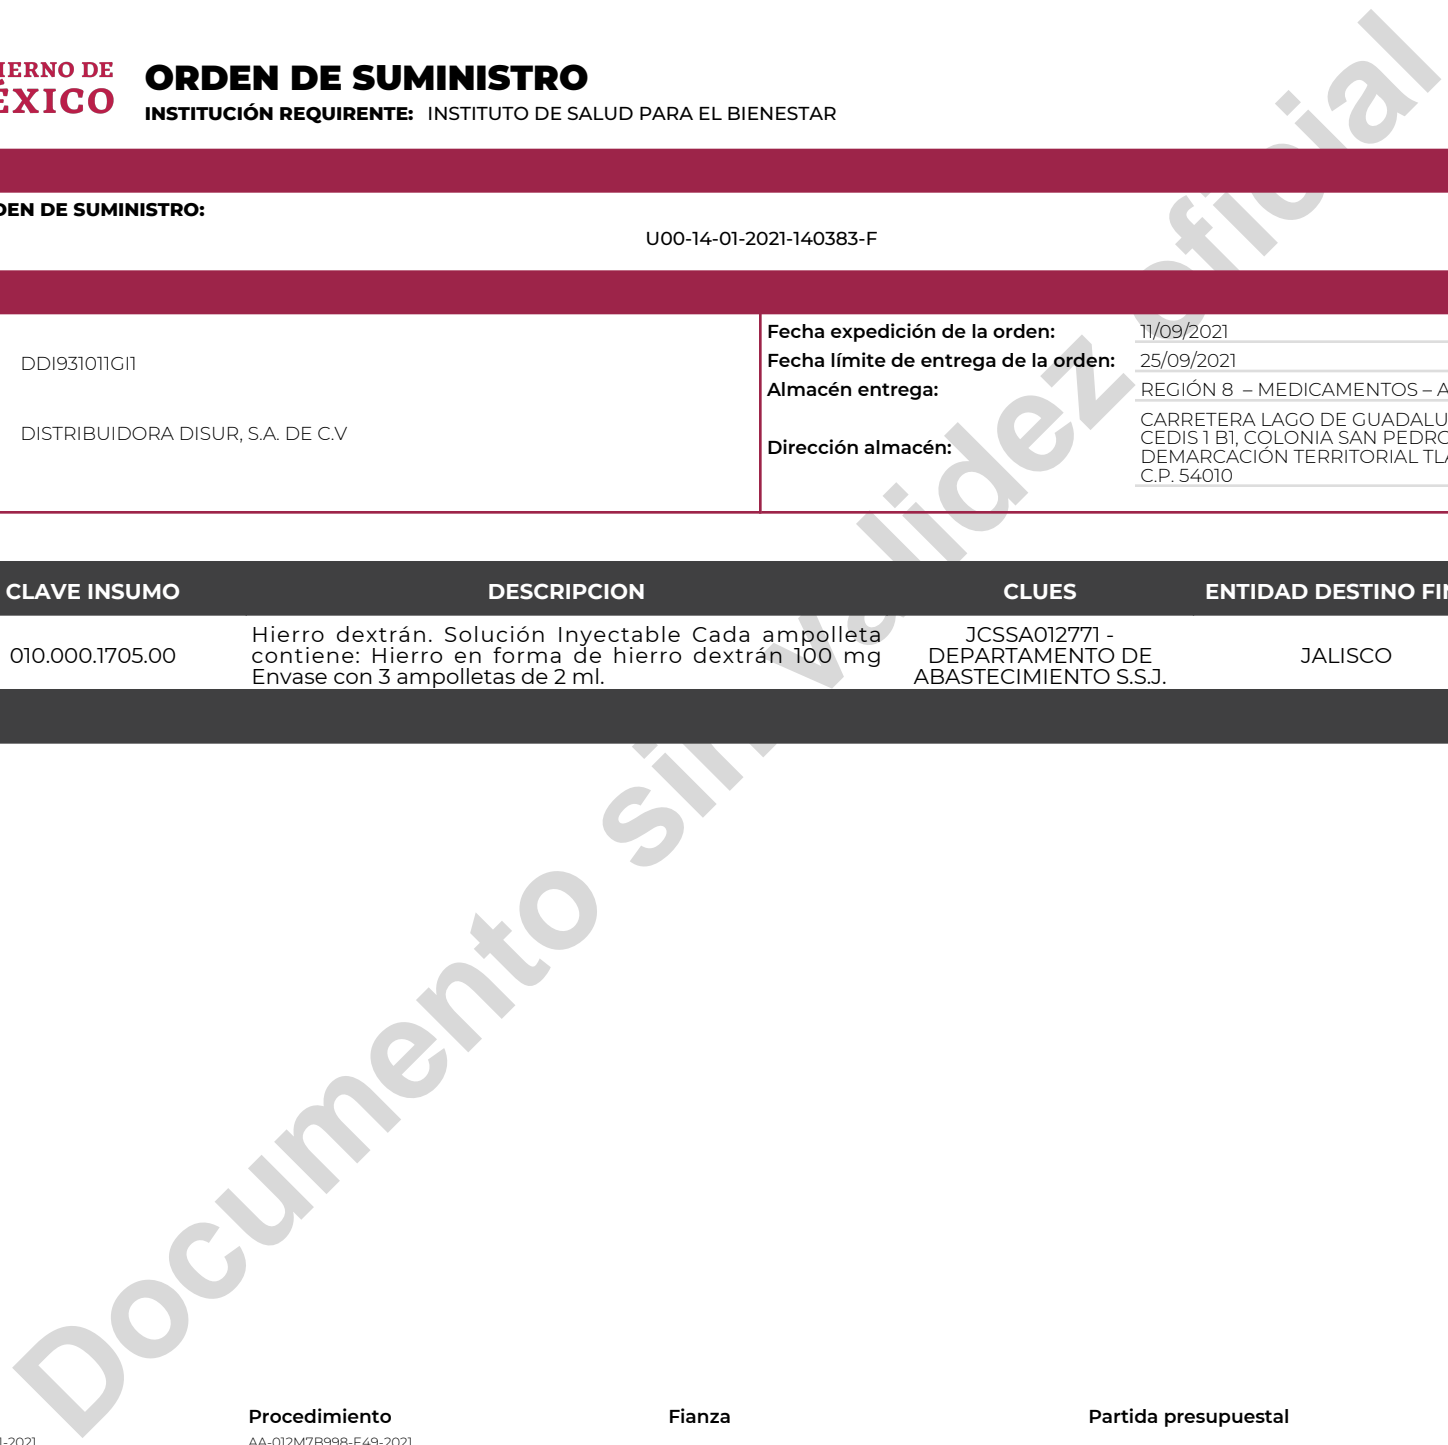 IERNO DE
ÉXICO
ORDEN DE SUMINISTRO
INSTITUCIÓN REQUIRENTE: INSTITUTO DE SALUD PARA EL BIENESTAR
DEN DE SUMINISTRO:
U00-14-01-2021-140383-F
DDI931011GI1
DISTRIBUIDORA DISUR, S.A. DE C.V
Fecha expedición de la orden: 11/09/2021
Fecha límite de entrega de la orden: 25/09/2021
Almacén entrega: REGIÓN 8 – MEDICAMENTOS – A
Dirección almacén:
CARRETERA LAGO DE GUADALU
CEDIS 1 B1, COLONIA SAN PEDRO
DEMARCACIÓN TERRITORIAL TLA
C.P. 54010
CLAVE INSUMO DESCRIPCION CLUES ENTIDAD DESTINO FIN
010.000.1705.00
Hierro dextrán. Solución Inyectable Cada ampolleta
contiene: Hierro en forma de hierro dextrán 100 mg
Envase con 3 ampolletas de 2 ml.
JCSSA012771 -
DEPARTAMENTO DE
ABASTECIMIENTO S.S.J.
JALISCO
Documento sin validez oficial
Procedimiento Fianza Partida presupuestal
-2021 AA-012M7B998-E49-2021